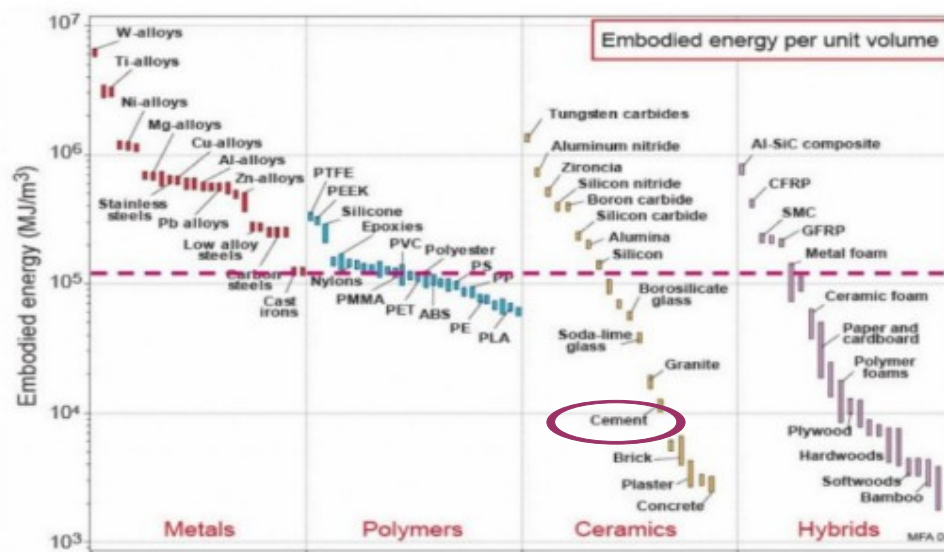 Embodied energy per unit volume
Embodied energy (MJ/m³)
10⁷
10⁶
10⁵
10⁴
10³
W-alloys
Ti-alloys
Ni-alloys
Mg-alloys
Cu-alloys
Al-alloys
Zn-alloys
Stainless
steels
Pb alloys
Low alloy
steels
Carbon
steels
Cast
irons
Metals
PTFE
PEEK
Silicone
Epoxies
PVC
Polyester
PS
PP
Nylons
PMMA
PET
ABS
PE
PLA
Polymers
Tungsten carbides
Aluminum nitride
Zironcia
Silicon nitride
Boron carbide
Silicon carbide
Alumina
Silicon
Borosilicate
glass
Soda-lime
glass
Granite
Cement
Brick
Plaster
Concrete
Ceramics
Al-SiC composite
CFRP
SMC
GFRP
Metal foam
Ceramic foam
Paper and
cardboard
Polymer
foams
Plywood
Hardwoods
Softwoods
Bamboo
Hybrids